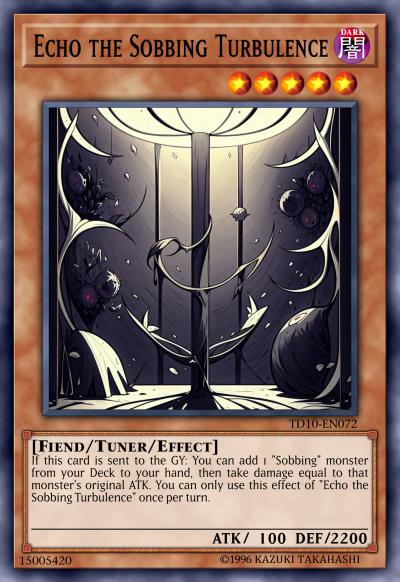 Echo the Sobbing Turbulence
DARK
闇
TD10-EN072
[Fiend/Tuner/Effect]
If this card is sent to the GY: You can add 1 "Sobbing" monster
from your Deck to your hand, then take damage equal to that
monster's original ATK. You can only use this effect of "Echo the
Sobbing Turbulence" once per turn.
ATK/ 100 DEF/2200
15005420
©1996 KAZUKI TAKAHASHI